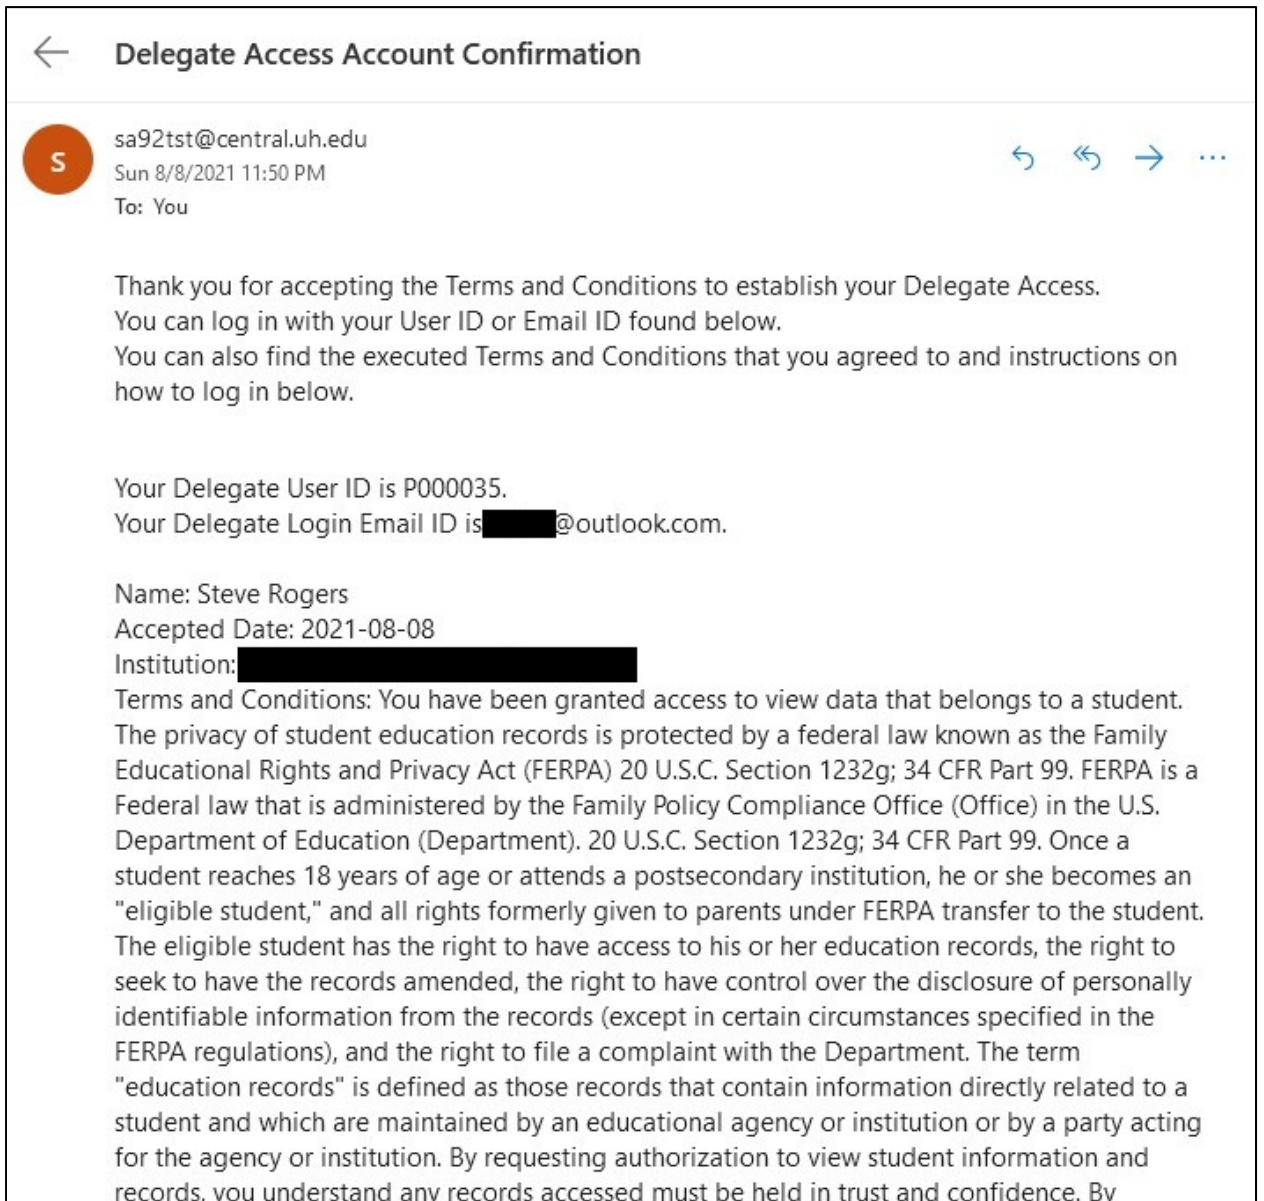 Delegate Access Account Confirmation
S
sa92tst@central.uh.edu
Sun 8/8/2021 11:50 PM
To: You
Thank you for accepting the Terms and Conditions to establish your Delegate Access.
You can log in with your User ID or Email ID found below.
You can also find the executed Terms and Conditions that you agreed to and instructions on
how to log in below.
Your Delegate User ID is P000035.
Your Delegate Login Email ID is @outlook.com.
Name: Steve Rogers
Accepted Date: 2021-08-08
Institution:
Terms and Conditions: You have been granted access to view data that belongs to a student.
The privacy of student education records is protected by a federal law known as the Family
Educational Rights and Privacy Act (FERPA) 20 U.S.C. Section 1232g; 34 CFR Part 99. FERPA is a
Federal law that is administered by the Family Policy Compliance Office (Office) in the U.S.
Department of Education (Department). 20 U.S.C. Section 1232g; 34 CFR Part 99. Once a
student reaches 18 years of age or attends a postsecondary institution, he or she becomes an
"eligible student," and all rights formerly given to parents under FERPA transfer to the student.
The eligible student has the right to have access to his or her education records, the right to
seek to have the records amended, the right to have control over the disclosure of personally
identifiable information from the records (except in certain circumstances specified in the
FERPA regulations), and the right to file a complaint with the Department. The term
"education records" is defined as those records that contain information directly related to a
student and which are maintained by an educational agency or institution or by a party acting
for the agency or institution. By requesting authorization to view student information and
records, you understand any records accessed must be held in trust and confidence. By